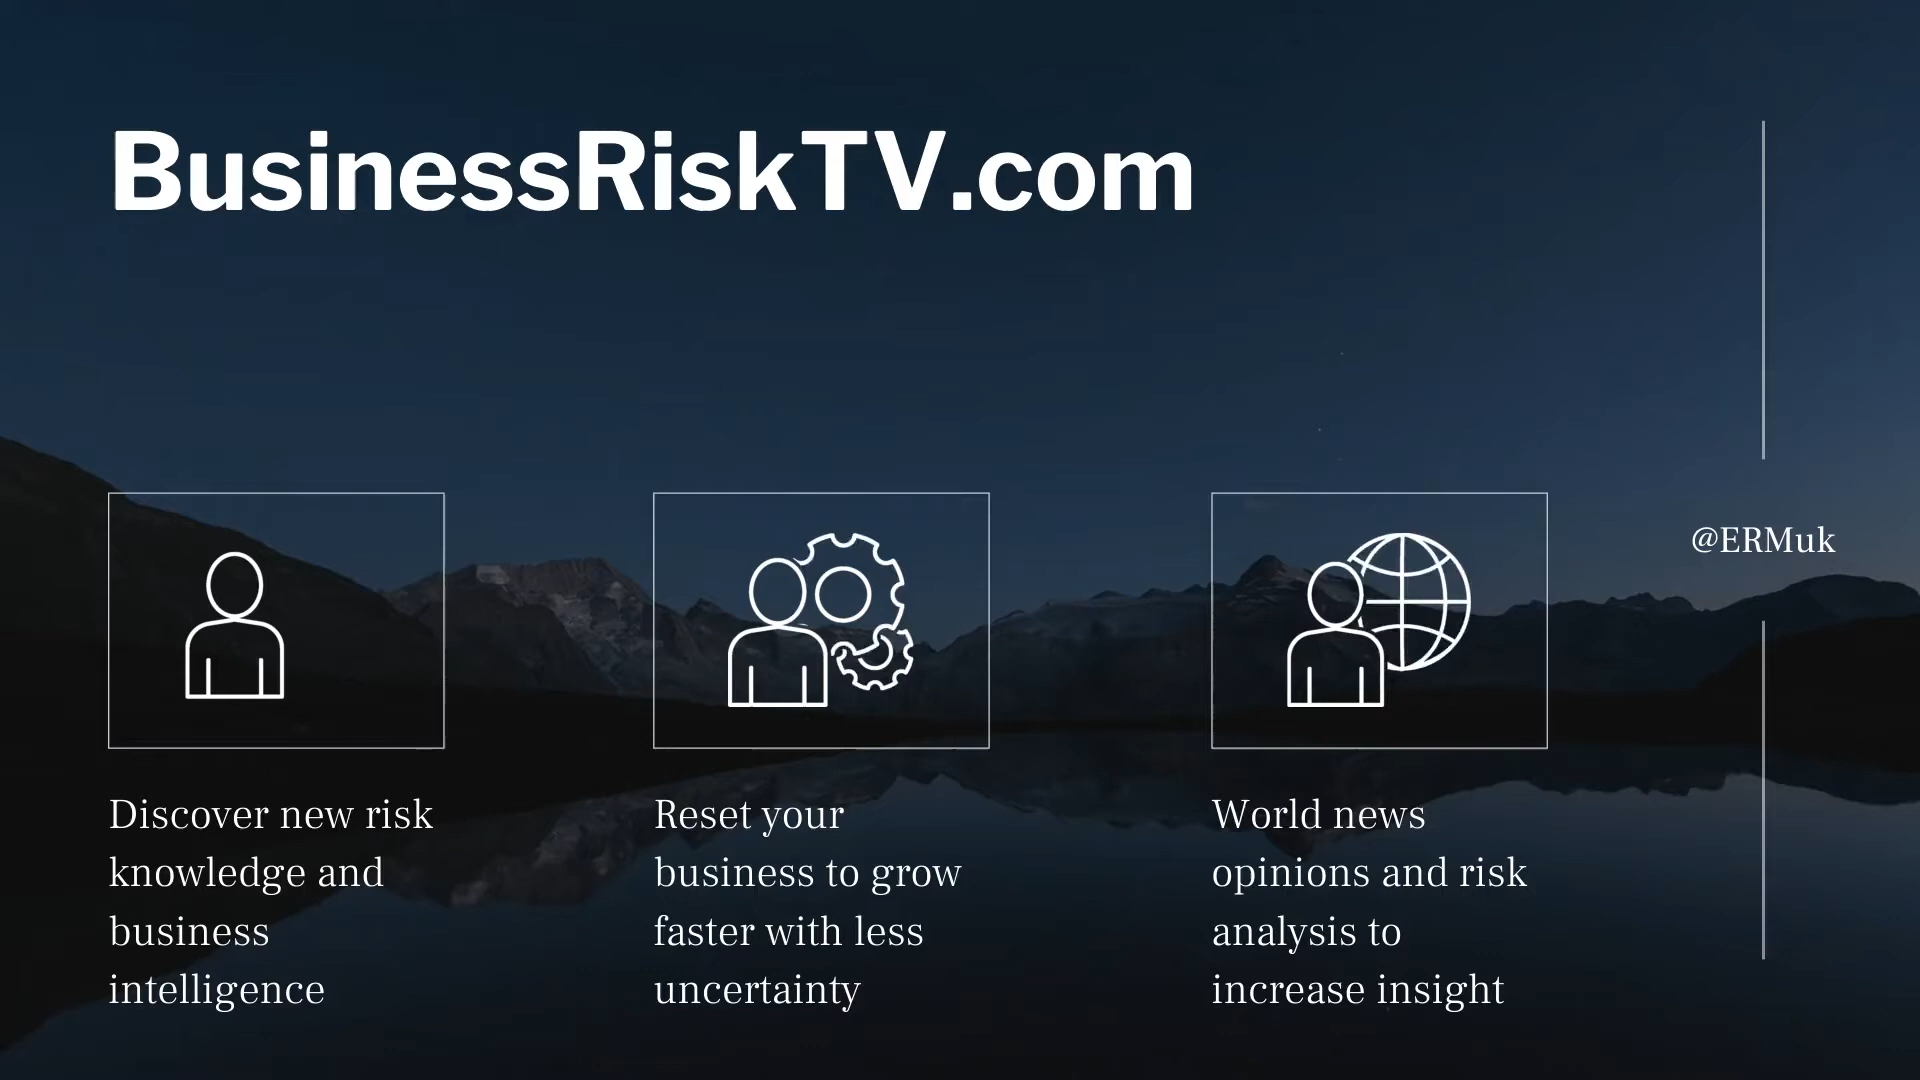 BusinessRiskTV.com
@ERMuk
Discover new risk
knowledge and
business
intelligence
Reset your
business to grow
faster with less
uncertainty
World news
opinions and risk
analysis to
increase insight